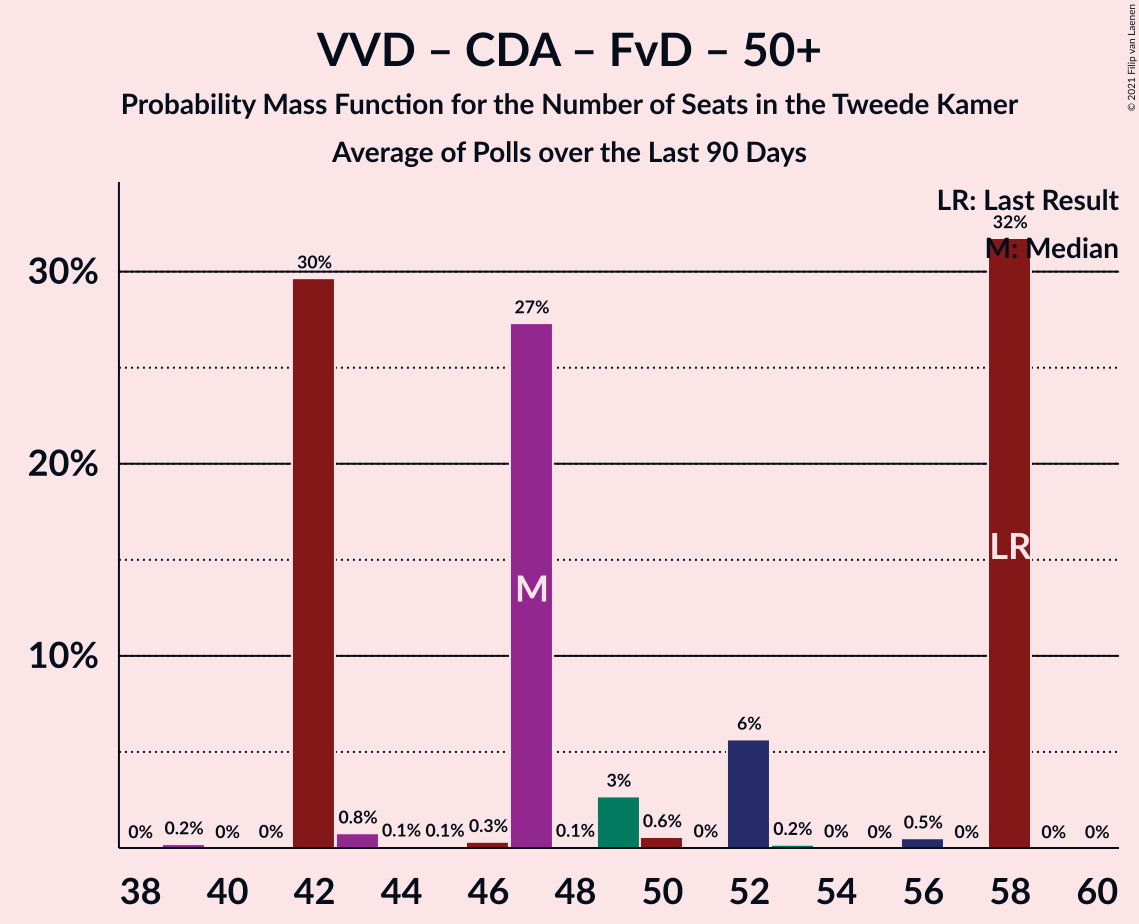 VVD – CDA – FvD – 50+
Probability Mass Function for the Number of Seats in the Tweede Kamer
Average of Polls over the Last 90 Days
© 2021 Filip van Laenen
LR: Last Result
M: Median
30%
20%
10%
0%
0.2%
0%
0%
30%
0.8%
0.1%
0.1%
0.3%
27%
0.1%
3%
0.6%
0%
6%
0.2%
0%
0%
0.5%
0%
32%
0%
0%
M
LR
38 40 42 44 46 48 50 52 54 56 58 60